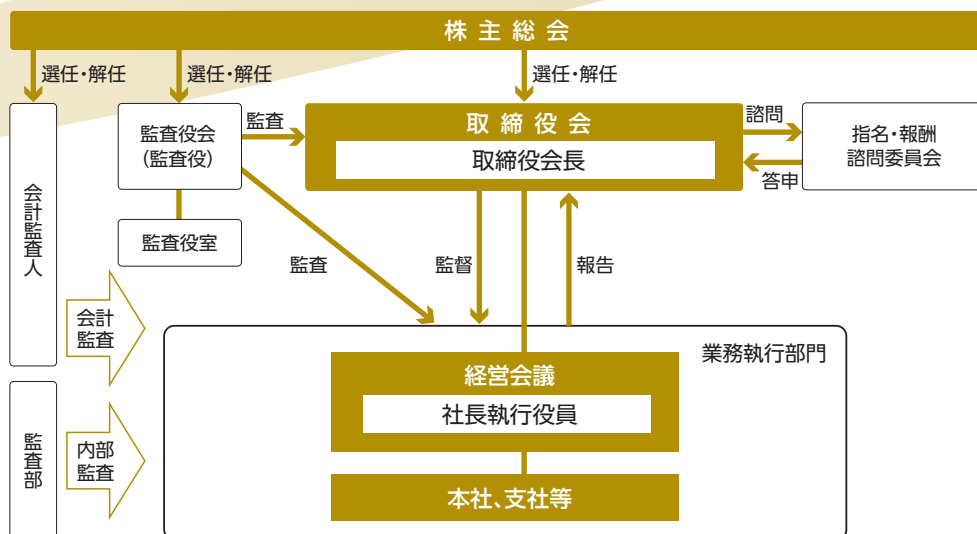 株主総会
選任・解任
選任・解任
選任・解任
会計監査人
監査役会
(監査役)
監査
取締役会
取締役会長
諮問
答申
指名・報酬
諮問委員会
監査役室
監査
監督
報告
会計
監査
業務執行部門
経営会議
社長執行役員
監査部
内部
監査
本社、支社等